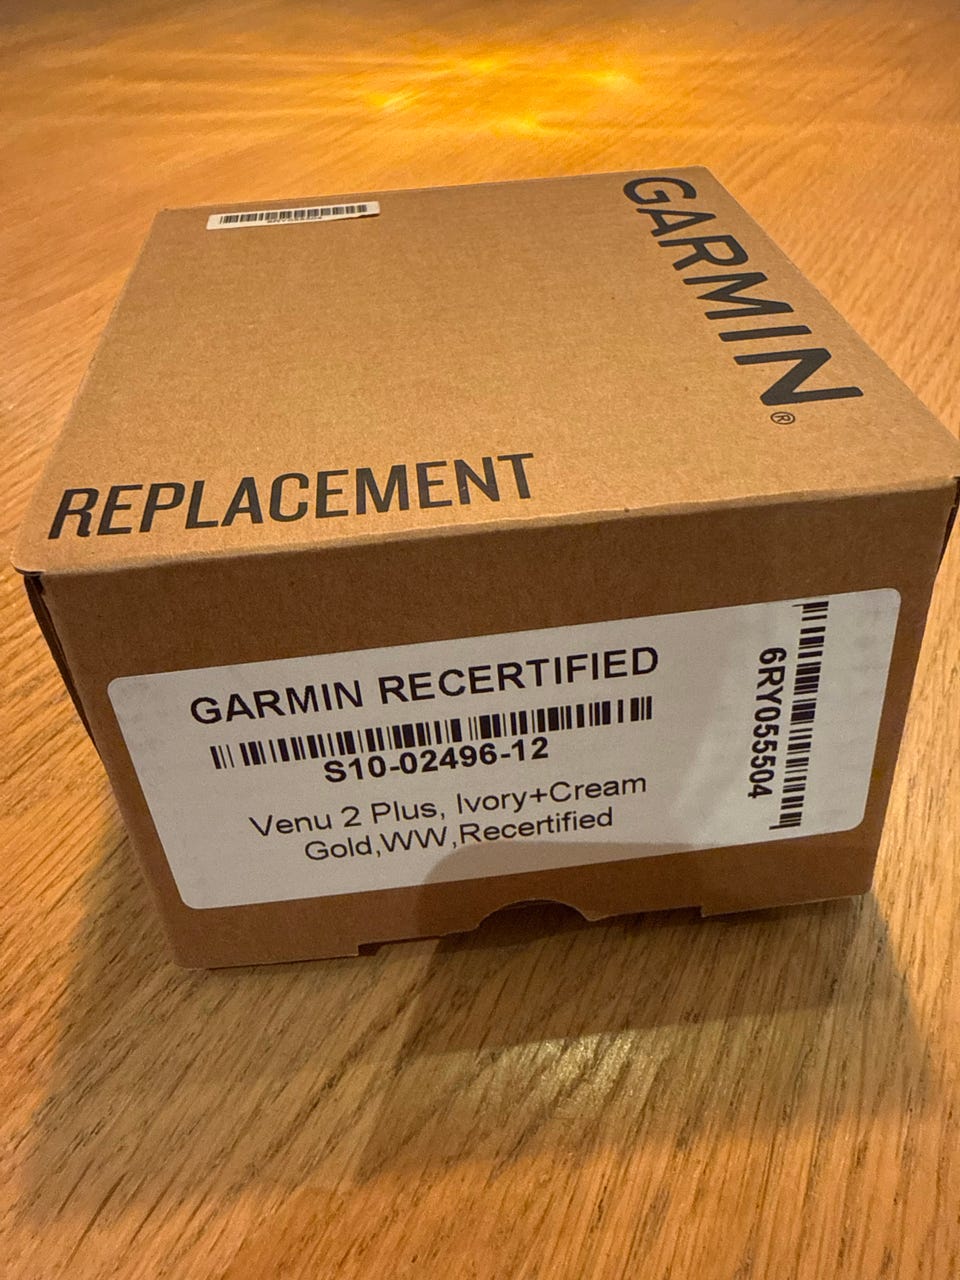 GARMIN®
REPLACEMENT
GARMIN RECERTIFIED
S10-02496-12
Venu 2 Plus, Ivory+Cream
Gold,WW,Recertified
6RY055504